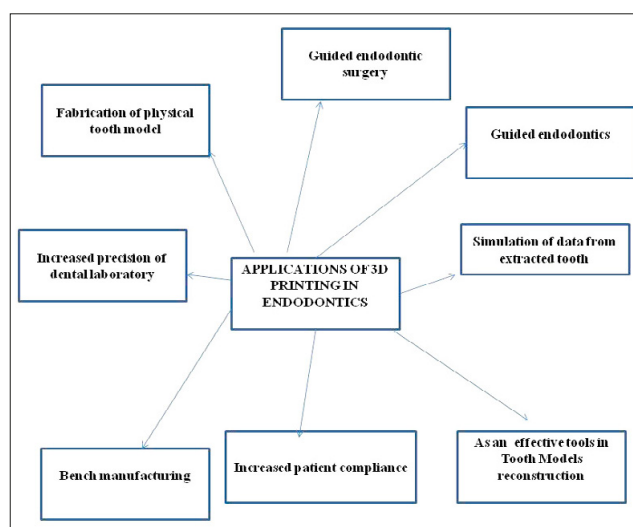 Guided endodontic
surgery
Fabrication of physical
tooth model
Guided endodontics
Simulation of data from
extracted tooth
Increased precision of
dental laboratory
APPLICATIONS OF 3D
PRINTING IN
ENDODONTICS
Bench manufacturing
Increased patient compliance
As an effective tools in
Tooth Models
reconstruction